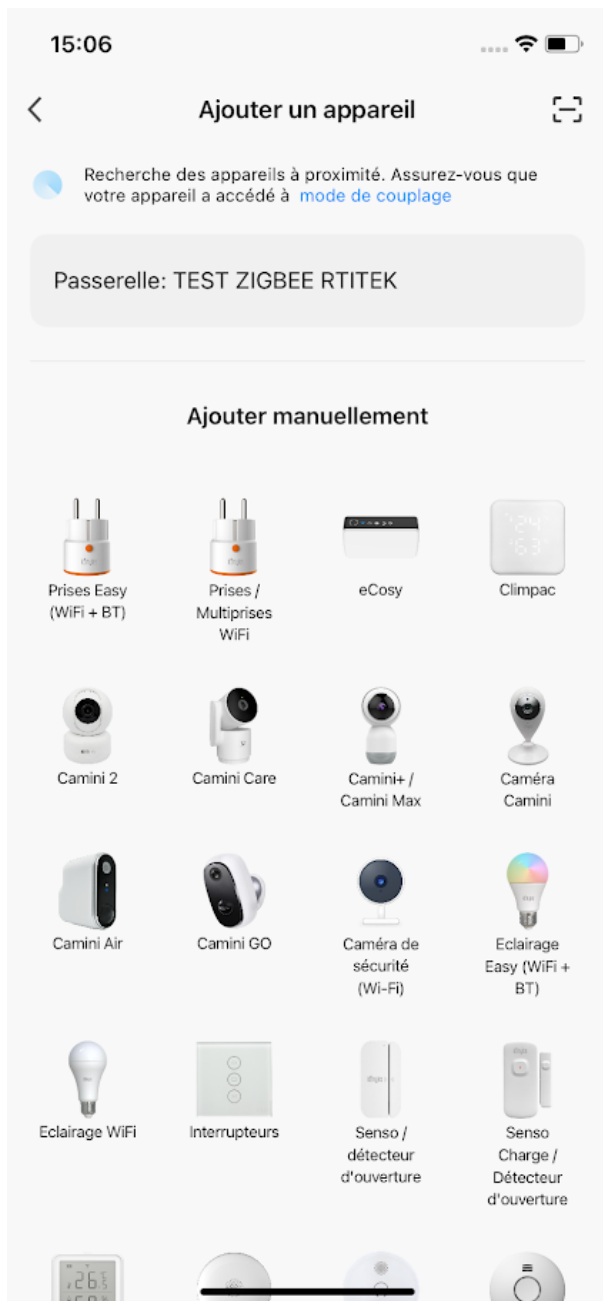 15:06
Ajouter un appareil
Recherche des appareils à proximité. Assurez-vous que
votre appareil a accédé à mode de couplage
Passerelle: TEST ZIGBEE RTITEK
Ajouter manuellement
Prises Easy
(WiFi + BT)
Prises /
Multiprises
WiFi
eCosy
Climpac
Camini 2
Camini Care
Camini+ /
Camini Max
Caméra
Camini
Camini Air
Camini GO
Caméra de
sécurité
(Wi-Fi)
Eclairage
Easy (WiFi +
BT)
Eclairage WiFi
Interrupteurs
Senso /
détecteur
d'ouverture
Senso
Charge /
Détecteur
d'ouverture